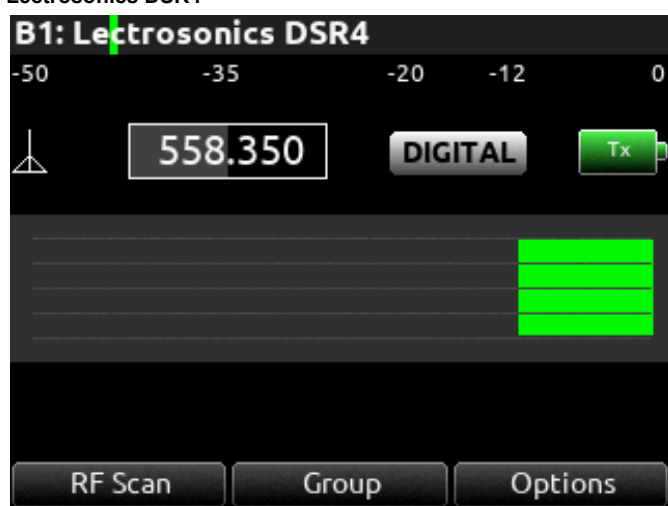 B1: Lectrosonics DSR4
-50 -35 -20 -12 0
558.350 DIGITAL Tx
RF Scan Group Options